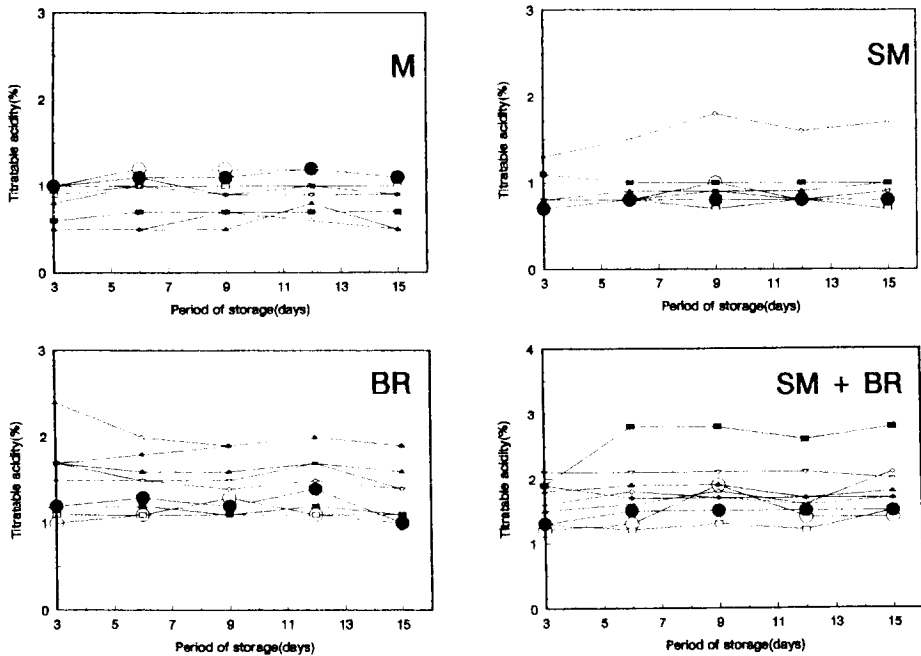 3
M
Titratable acidity(%)
2
1
0
3 5 7 9 11 13 15
Period of storage(days)
3
SM
Titratable acidity(%)
2
1
0
3 5 7 9 11 13 15
Period of storage(days)
3
BR
Titratable acidity(%)
2
1
0
3 5 7 9 11 13 15
Period of storage(days)
4
SM + BR
3
Titratable acidity(%)
2
1
0
3 5 7 9 11 13 15
Period of storage(days)